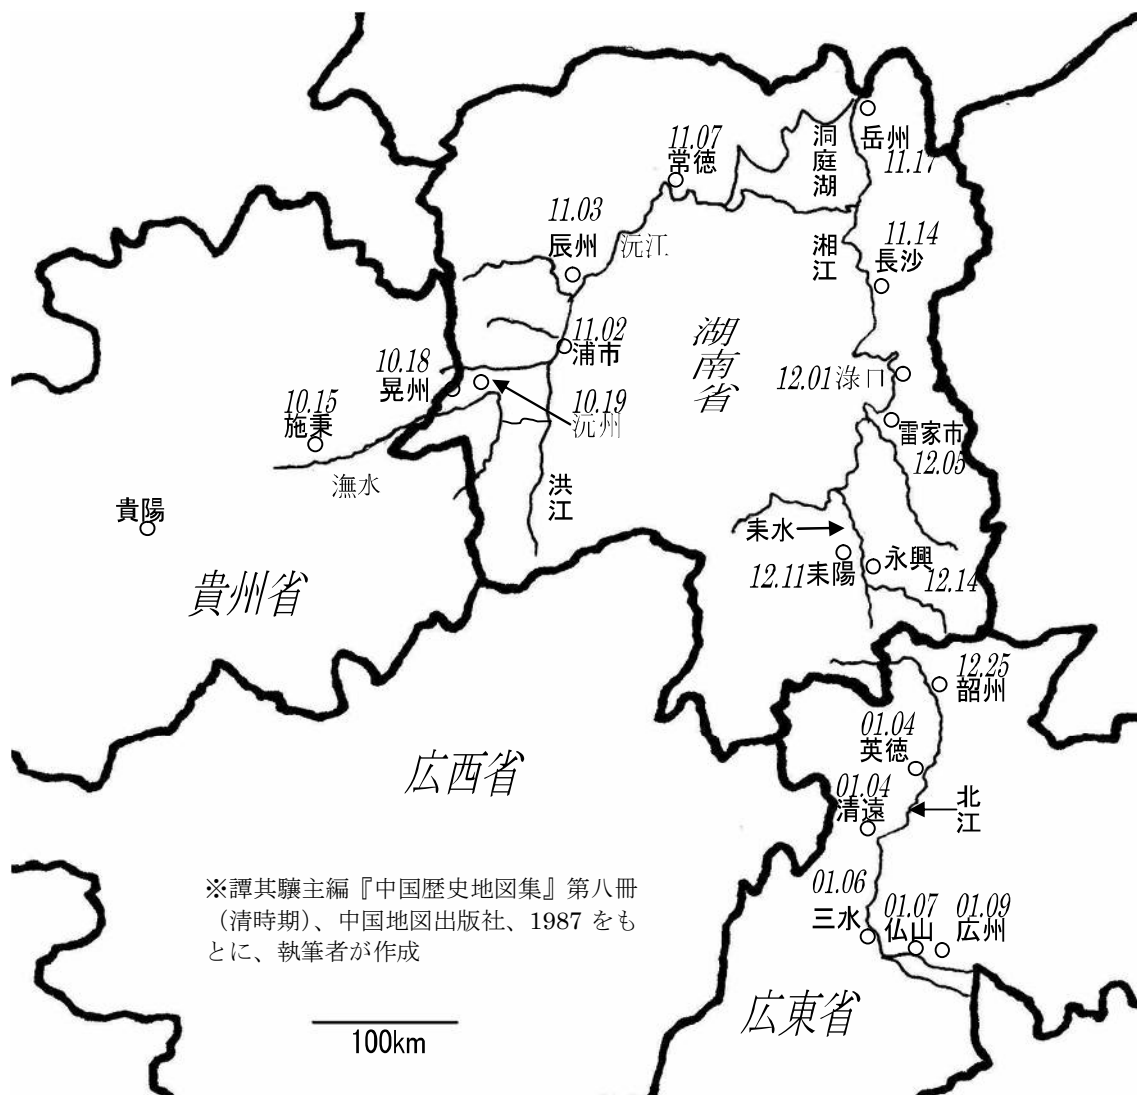 11.07
常徳
洞庭湖
岳州
11.17
11.03
辰州
沅江
湘江
11.14
長沙
11.02
浦市
湖南省
10.18
晃州
10.15
施秉
10.19
沅州
12.01 淥口
雷家市
12.05
潕水
洪江
貴陽
耒水
12.11 耒陽
永興
12.14
貴州省
12.25
韶州
01.04
英徳
広西省
01.04
清遠
北江
※譚其驤主編『中国歴史地図集』第八冊
（清時期）、中国地図出版社、1987 をも
とに、執筆者が作成
01.06
三水
01.07
仏山
01.09
広州
広東省
100km